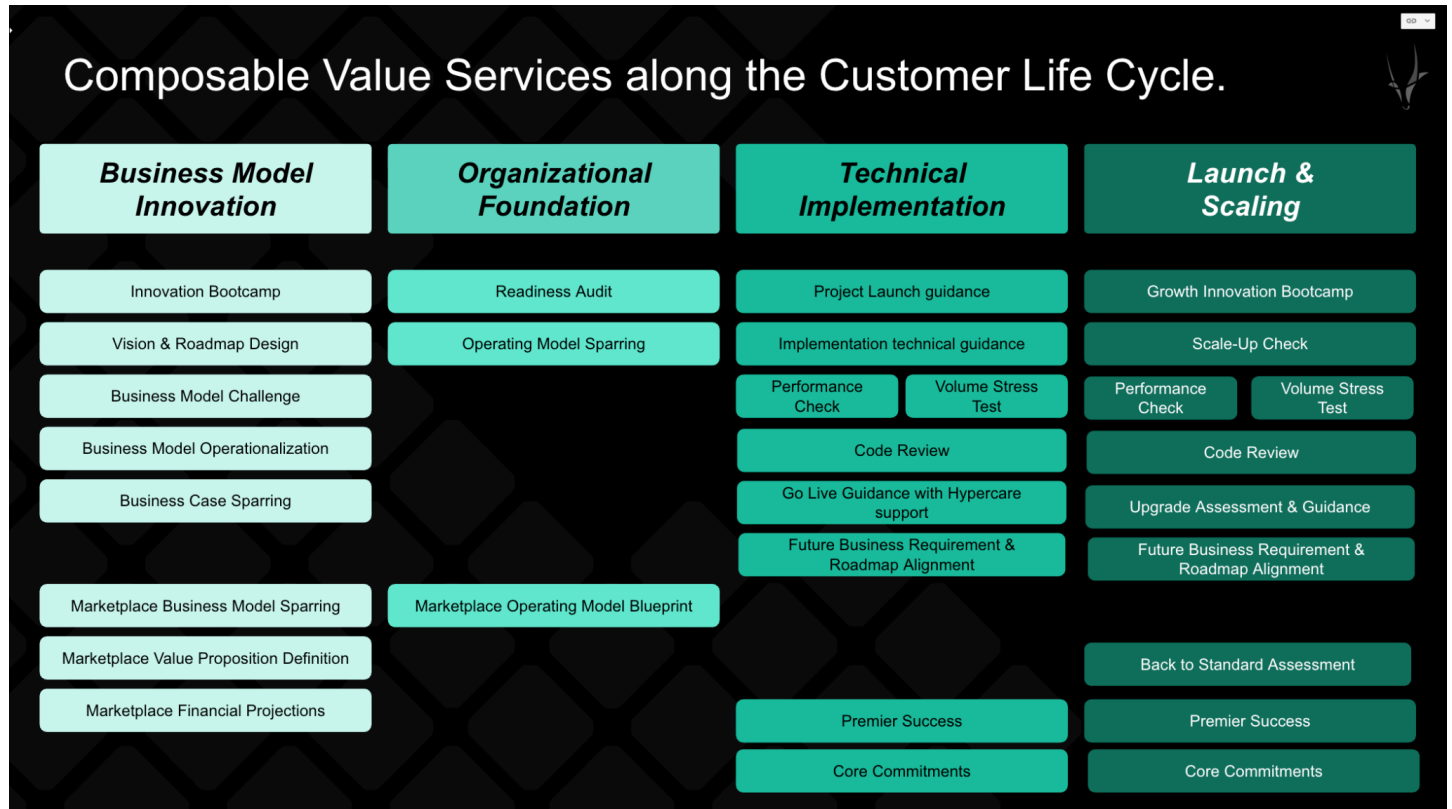 Composable Value Services along the Customer Life Cycle.
Business Model
Innovation
Innovation Bootcamp
Vision & Roadmap Design
Business Model Challenge
Business Model Operationalization
Business Case Sparring
Marketplace Business Model Sparring
Marketplace Value Proposition Definition
Marketplace Financial Projections
Organizational
Foundation
Readiness Audit
Operating Model Sparring
Marketplace Operating Model Blueprint
Technical
Implementation
Project Launch guidance
Implementation technical guidance
Performance
Check
Volume Stress
Test
Code Review
Go Live Guidance with Hypercare
support
Future Business Requirement &
Roadmap Alignment
Premier Success
Core Commitments
Launch &
Scaling
Growth Innovation Bootcamp
Scale-Up Check
Performance
Check
Volume Stress
Test
Code Review
Upgrade Assessment & Guidance
Future Business Requirement &
Roadmap Alignment
Back to Standard Assessment
Premier Success
Core Commitments